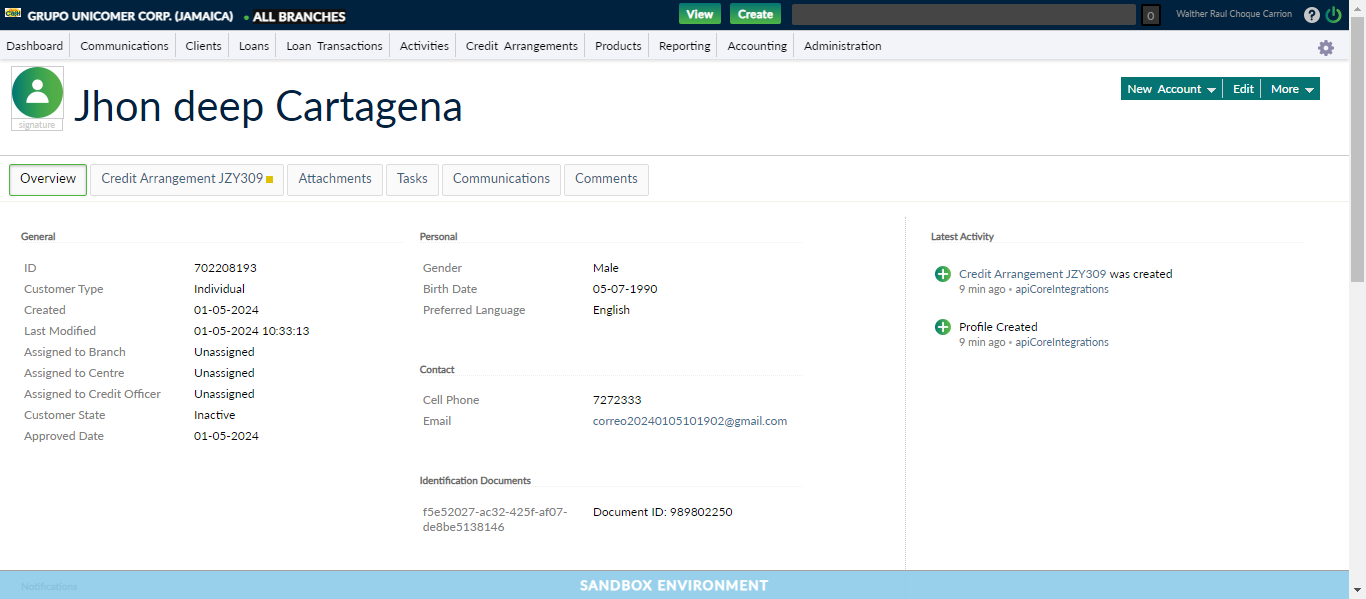 GRUPO UNICOMER CORP. (JAMAICA) • ALL BRANCHES View Create 0 Walther Raul Choque Carrion ?
Dashboard Communications Clients Loans Loan Transactions Activities Credit Arrangements Products Reporting Accounting Administration
signature
Jhon deep Cartagena
New Account Edit More
Overview Credit Arrangement JZY309 Attachments Tasks Communications Comments
General
ID 702208193
Customer Type Individual
Created 01-05-2024
Last Modified 01-05-2024 10:33:13
Assigned to Branch Unassigned
Assigned to Centre Unassigned
Assigned to Credit Officer Unassigned
Customer State Inactive
Approved Date 01-05-2024
Personal
Gender Male
Birth Date 05-07-1990
Preferred Language English
Contact
Cell Phone 7272333
Email correo20240105101902@gmail.com
Identification Documents
f5e52027-ac32-425f-af07-
de8be5138146 Document ID: 989802250
Latest Activity
Credit Arrangement JZY309 was created
9 min ago • apiCoreIntegrations
Profile Created
9 min ago • apiCoreIntegrations
Notifications
SANDBOX ENVIRONMENT